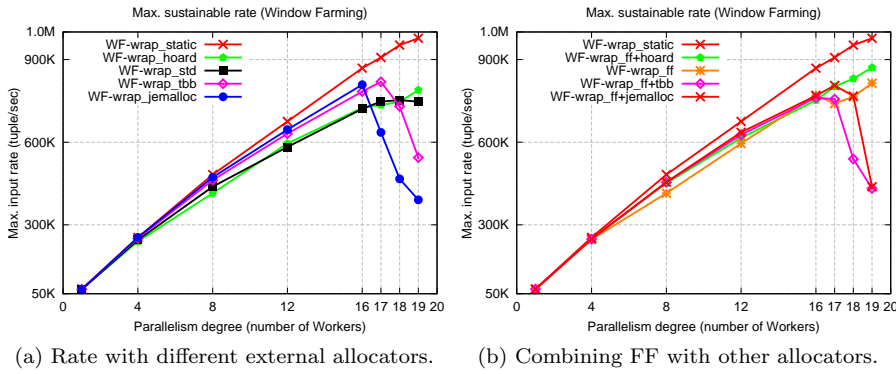 Max. sustainable rate (Window Farming)
1.0M
900K
600K
300K
50K
Max. input rate (tuple/sec)
WF-wrap_static
WF-wrap_hoard
WF-wrap_std
WF-wrap_tbb
WF-wrap_jemalloc
0 4 8 12 16 17 18 19 20
Parallelism degree (number of Workers)
(a) Rate with different external allocators.
Max. sustainable rate (Window Farming)
1.0M
900K
600K
300K
50K
Max. input rate (tuple/sec)
WF-wrap_static
WF-wrap_ff+hoard
WF-wrap_ff
WF-wrap_ff+tbb
WF-wrap_ff+jemalloc
0 4 8 12 16 17 18 19 20
Parallelism degree (number of Workers)
(b) Combining FF with other allocators.